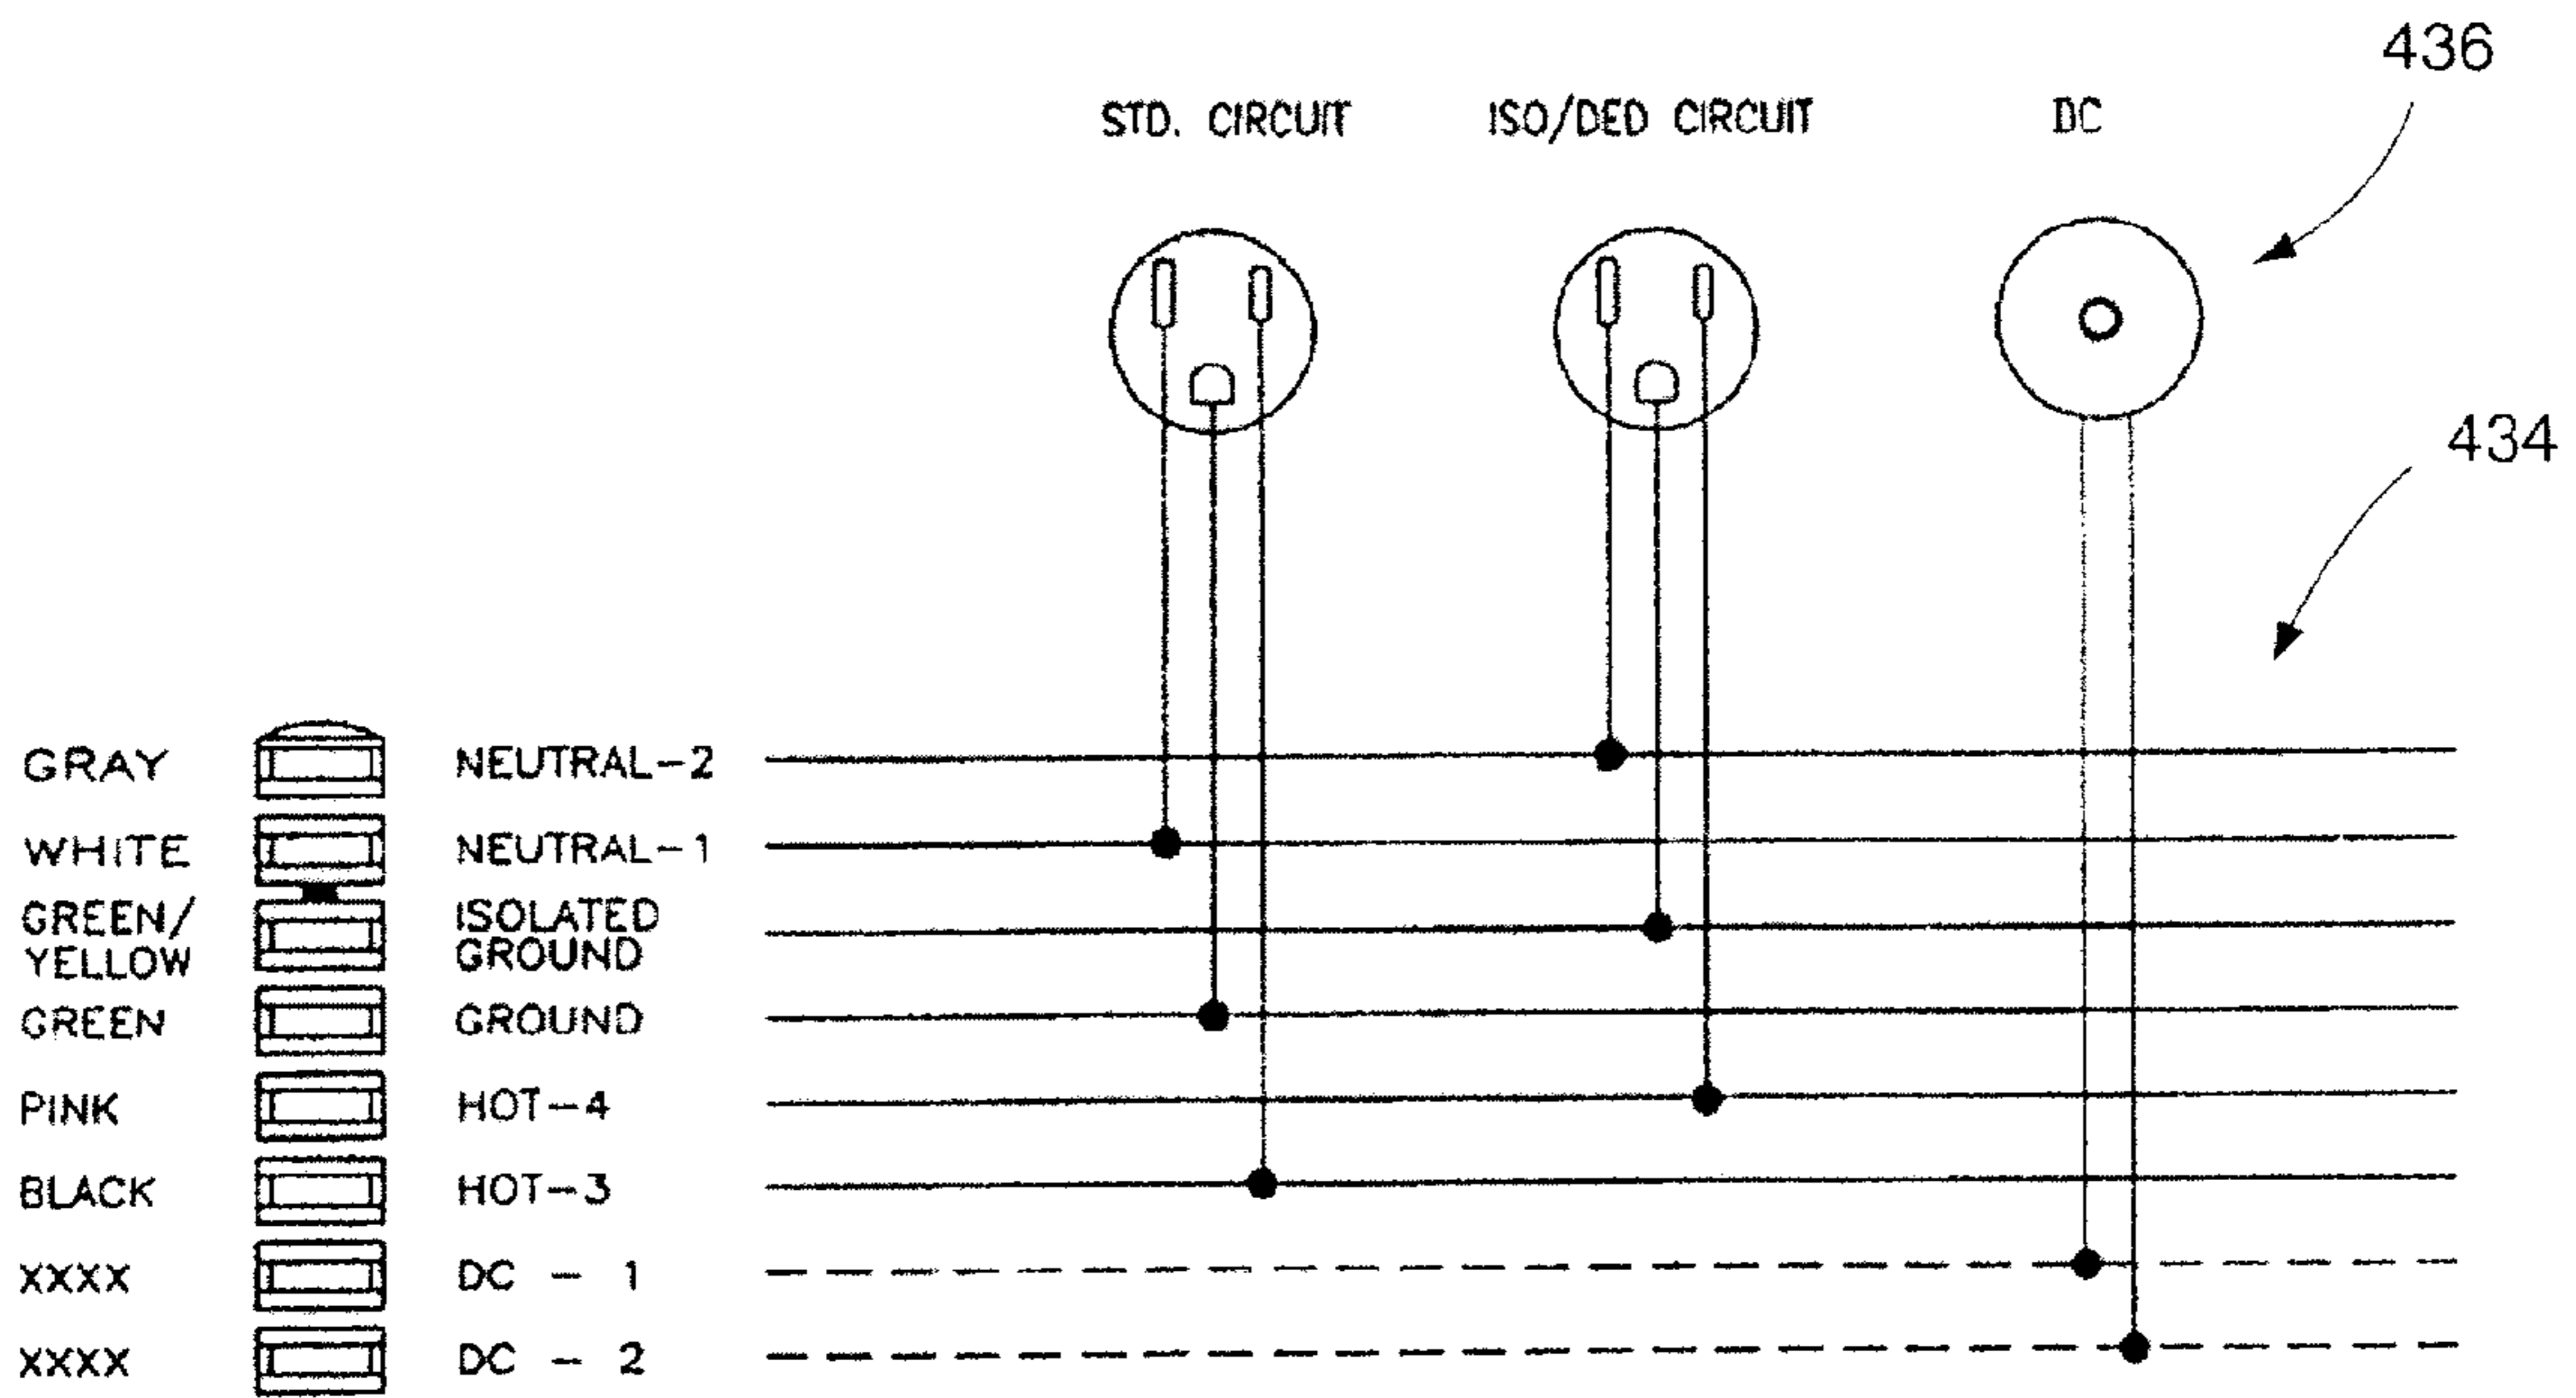 436
STD. CIRCUIT ISO/DED CIRCUIT DC
434
GRAY NEUTRAL-2
WHITE NEUTRAL-1
GREEN/ ISOLATED
YELLOW GROUND
GREEN GROUND
PINK HOT-4
BLACK HOT-3
XXXX DC - 1
XXXX DC - 2